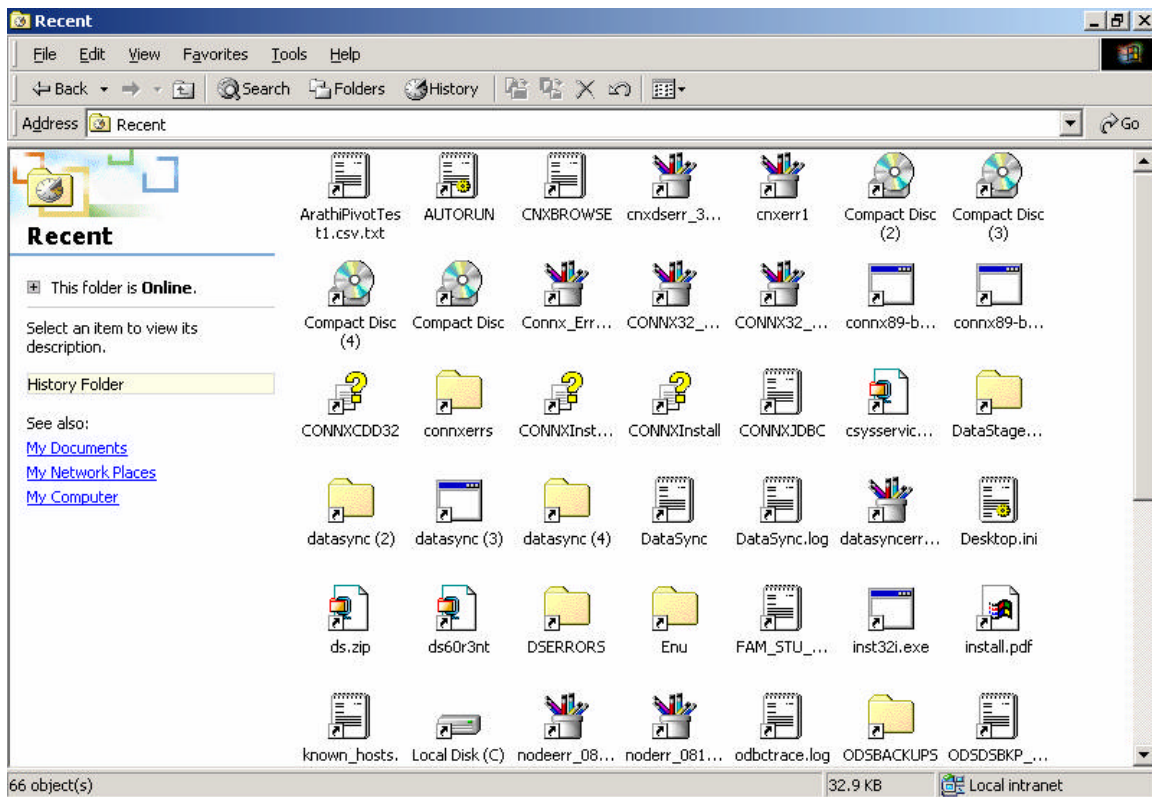 Recent
File Edit View Favorites Tools Help
Back Search Folders History
Address Recent Go
Recent
This folder is Online.
Select an item to view its
description.
History Folder
See also:
My Documents
My Network Places
My Computer
ArathiPivotTes
t1.csv.txt
AUTORUN
CNXBROWSE
cnxdserr_3...
cnxerr1
Compact Disc
(2)
Compact Disc
(3)
Compact Disc
(4)
Compact Disc
Connx_Err...
CONNX32_...
CONNX32_...
connx89-b...
connx89-b...
CONNXCDD32
connxerrs
CONNXInst...
CONNXInstall
CONNXJDBC
csysservic...
DataStage...
datasync (2)
datasync (3)
datasync (4)
DataSync
DataSync.log
datasyncerr...
Desktop.ini
ds.zip
ds60r3nt
DSERRORS
Enu
FAM_STU_...
inst32i.exe
install.pdf
known_hosts.
Local Disk (C)
nodeerr_08...
noderr_081...
odbctrace.log
ODSBACKUPS
ODSDSBKP_...
66 object(s) 32.9 KB Local intranet